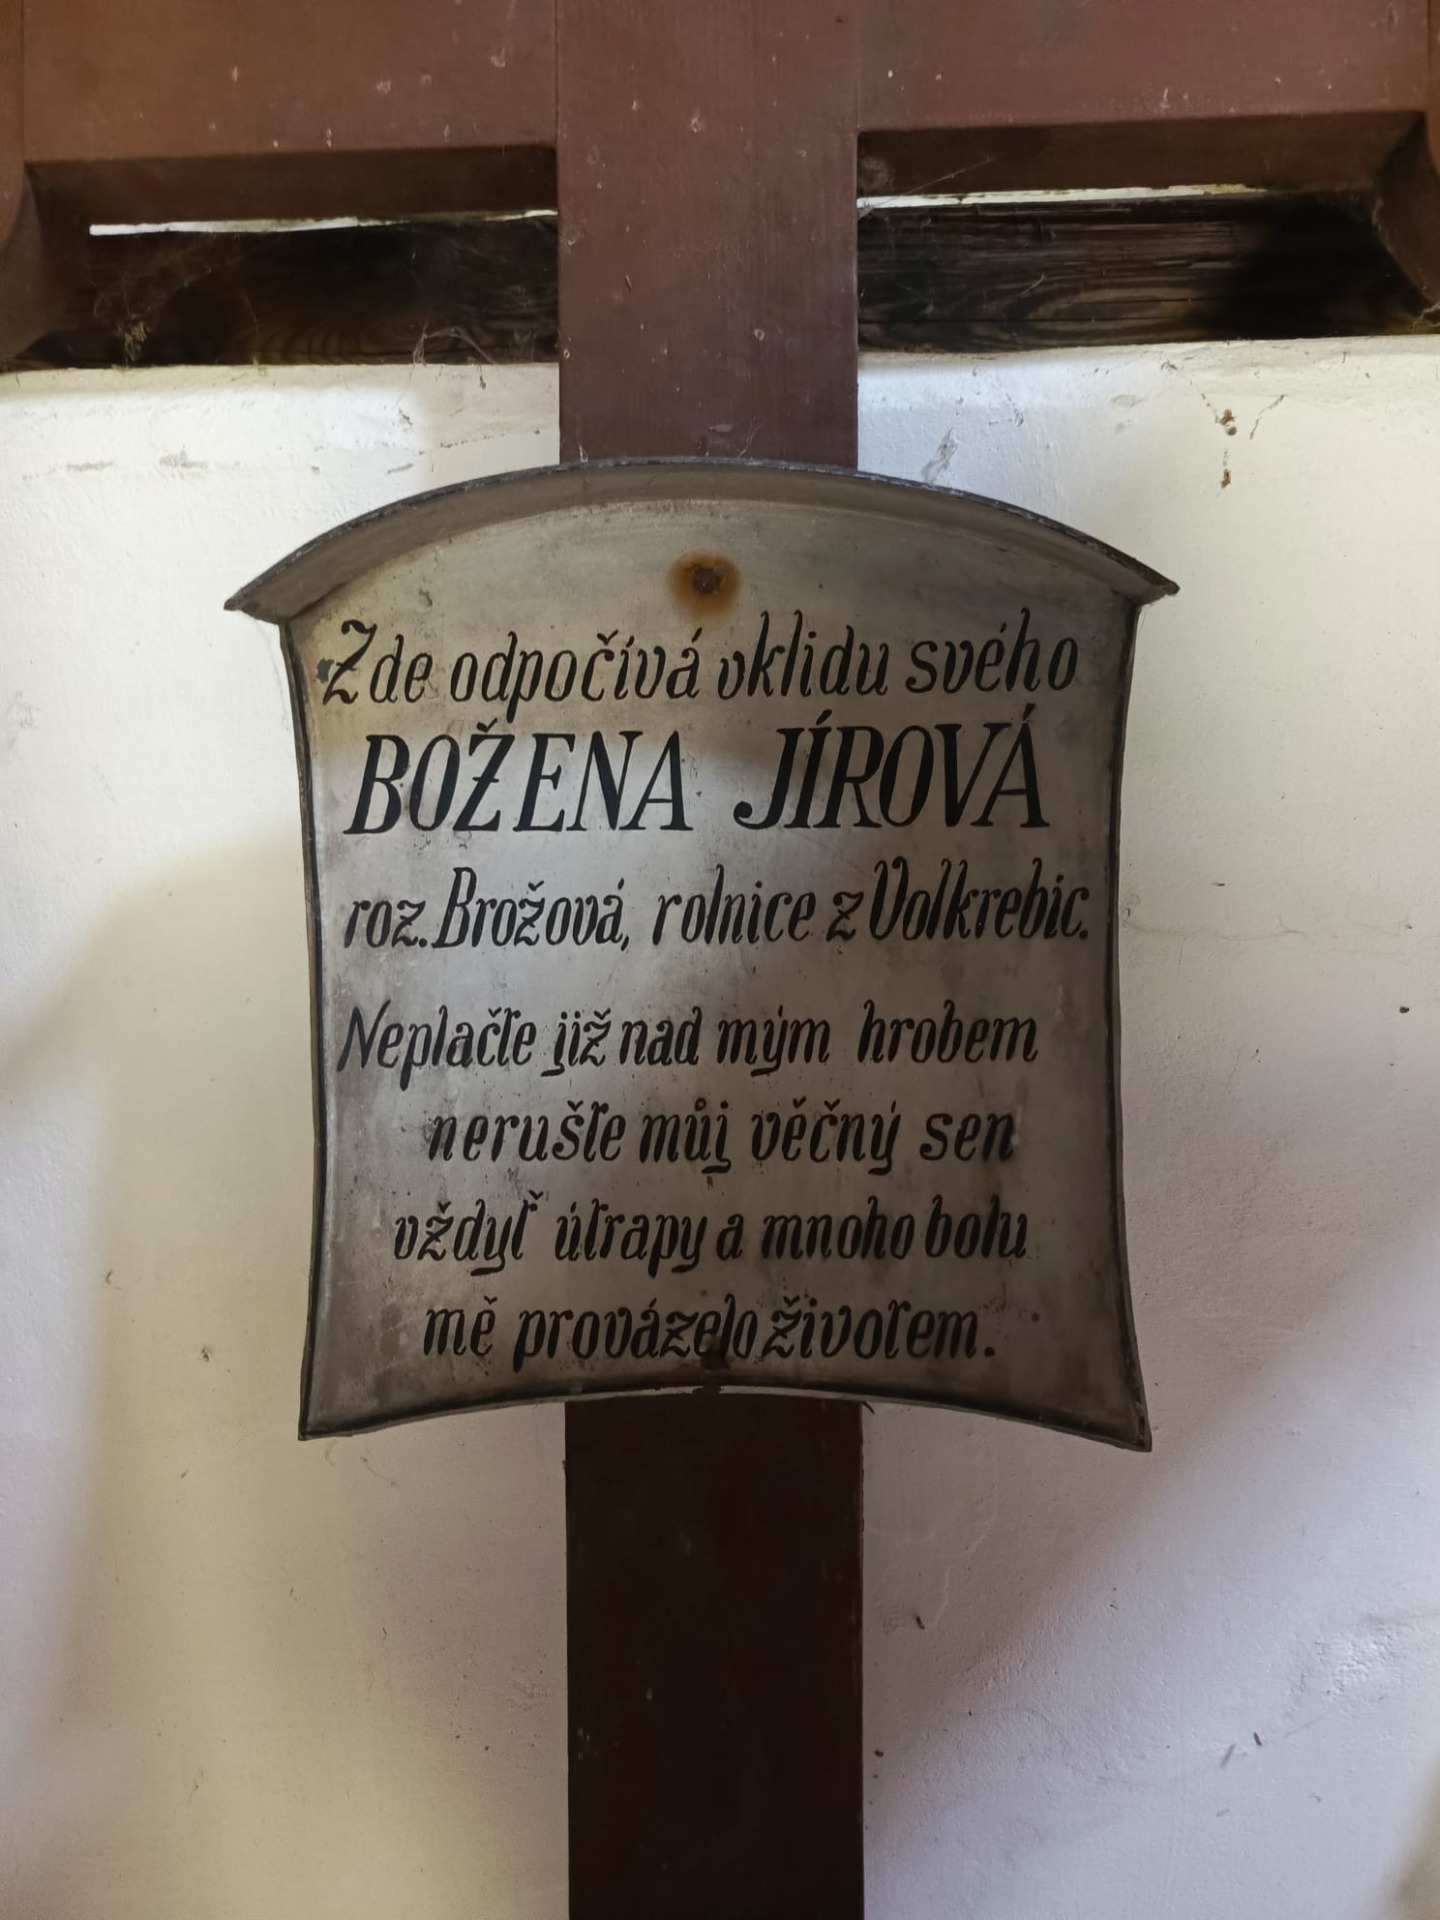 Zde odpočívá vklidu svého
BOŽENA JÍROVÁ
roz. Brožová, rolnice z Volkrebic.
Neplačte již nad mým hrobem
nerušte můj věčný sen
vždyť útrapy a mnoho bolu
mě provázelo životem.